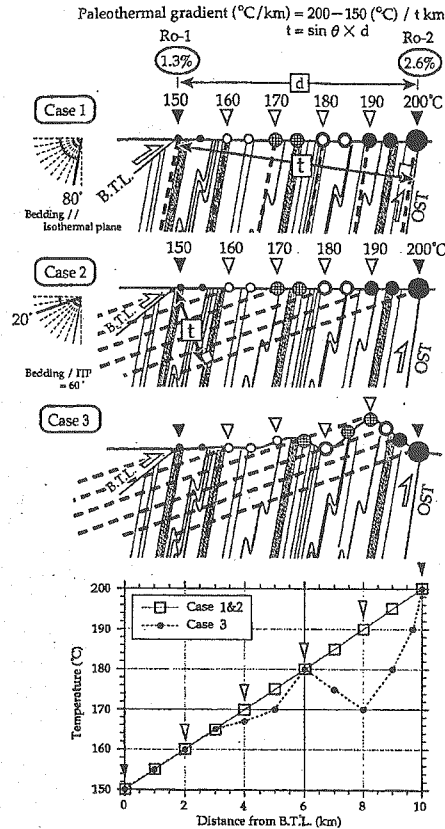 Paleothermal gradient (°C/km) = 200−150 (°C) / t km
t = sin θ × d
Ro-1
Ro-2
1.3%
d
2.6%
Case 1
150
160
170
180
190
200°C
t
80°
B.T.L.
OST
Bedding //
Isothermal plane
150
160
170
180
190
200°C
Case 2
20°
B.T.L.
t
OST
Bedding / ITP
= 60°
Case 3
B.T.L.
OST
200
190
180
170
160
150
Temperature (°C)
Case 1&2
Case 3
0 2 4 6 8 10
Distance from B.T.L. (km)